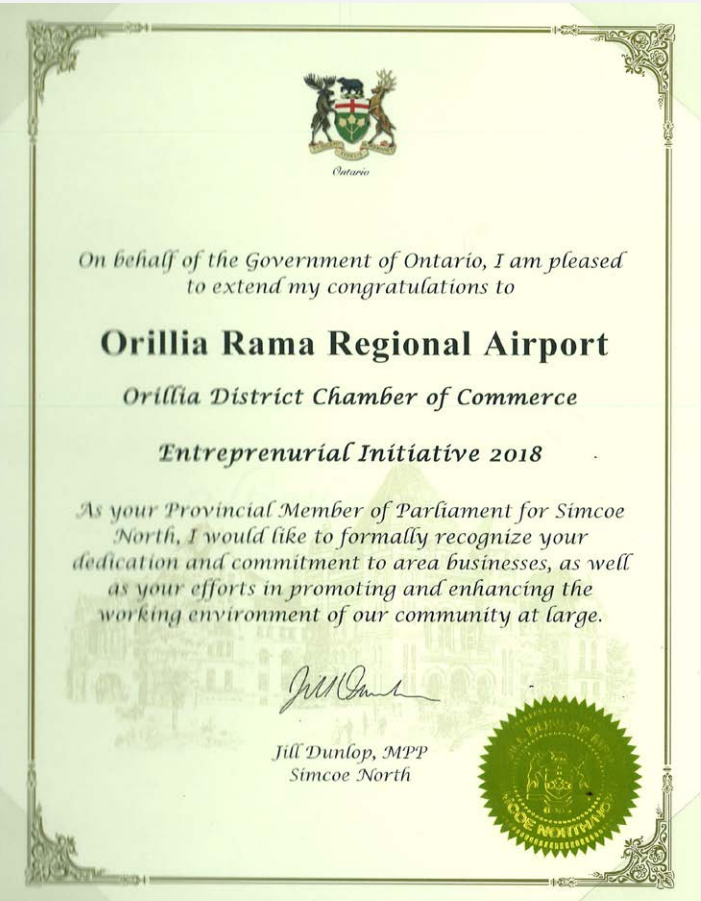 Ontario
On behalf of the Government of Ontario, I am pleased
to extend my congratulations to
Orillia Rama Regional Airport
Orillia District Chamber of Commerce
Entreprenurial Initiative 2018
As your Provincial Member of Parliament for Simcoe
North, I would like to formally recognize your
dedication and commitment to area businesses, as well
as your efforts in promoting and enhancing the
working environment of our community at large.
Jill Dunlop, MPP
Simcoe North
JILL DUNLOP